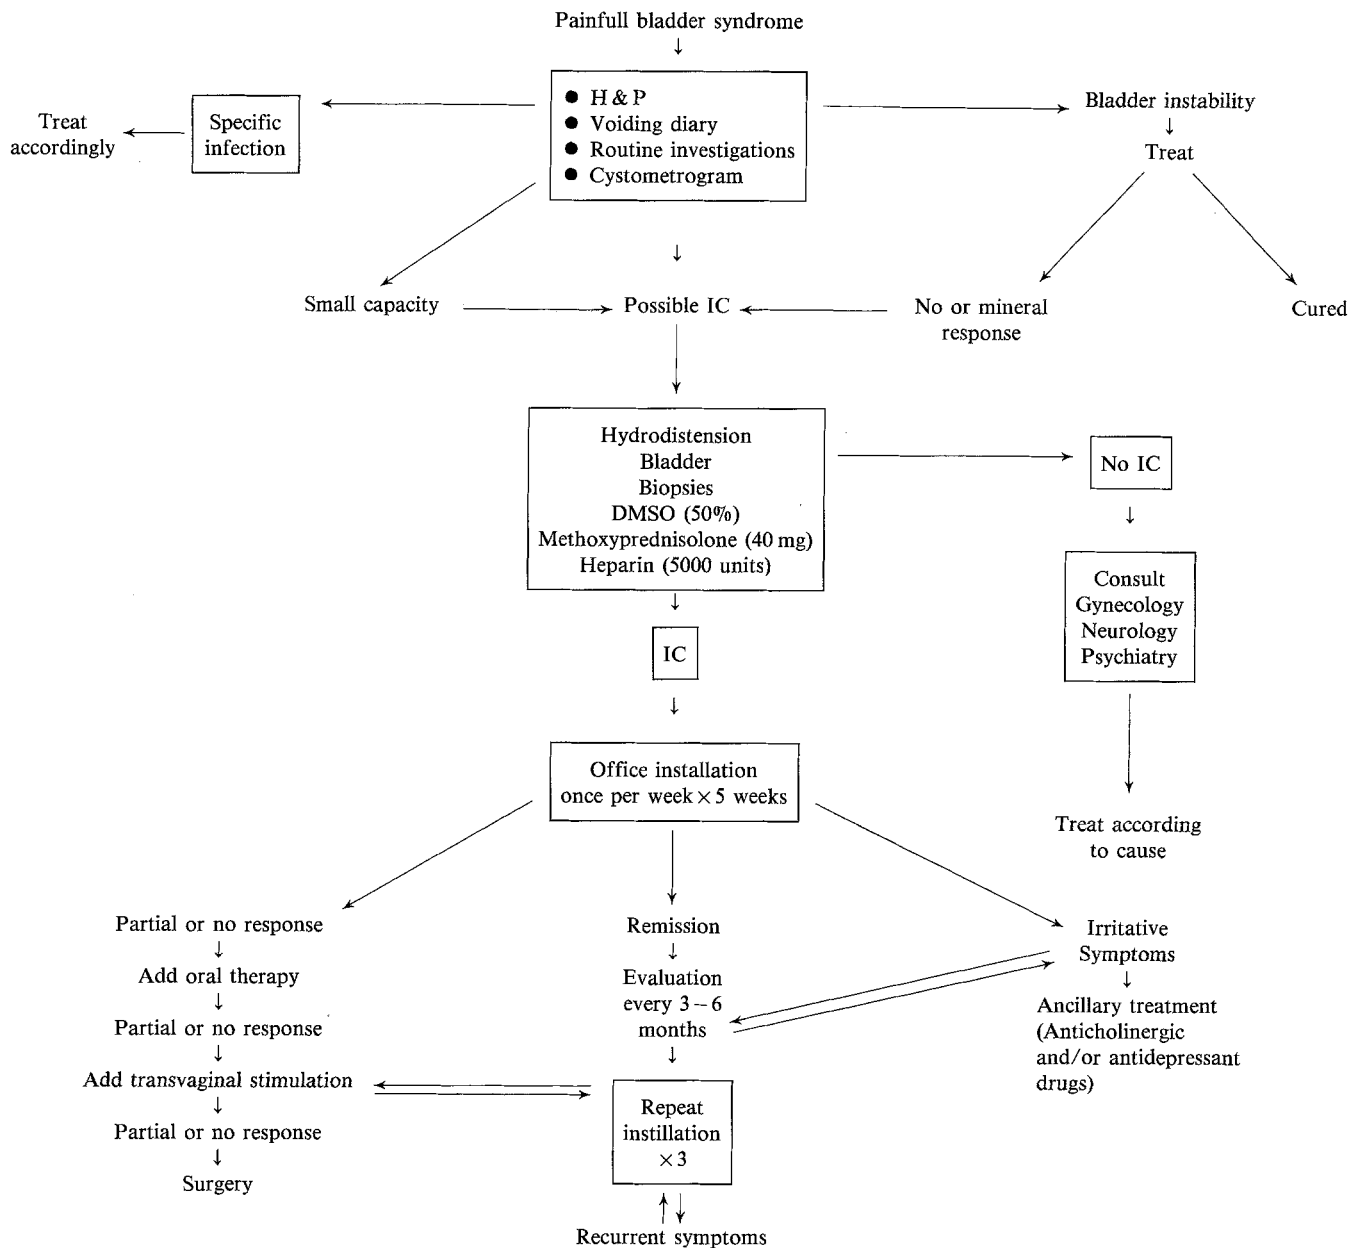 Painfull bladder syndrome
● H & P
● Voiding diary
● Routine investigations
● Cystometrogram
Specific
infection
Treat
accordingly
Bladder instability
Treat
Small capacity
Possible IC
No or mineral
response
Cured
Hydrodistension
Bladder
Biopsies
DMSO (50%)
Methoxyprednisolone (40 mg)
Heparin (5000 units)
No IC
Consult
Gynecology
Neurology
Psychiatry
Treat according
to cause
IC
Office installation
once per week × 5 weeks
Partial or no response
Add oral therapy
Partial or no response
Add transvaginal stimulation
Partial or no response
Surgery
Remission
Evaluation
every 3–6
months
Repeat
instillation
×3
Recurrent symptoms
Irritative
Symptoms
Ancillary treatment
(Anticholinergic
and/or antidepressant
drugs)